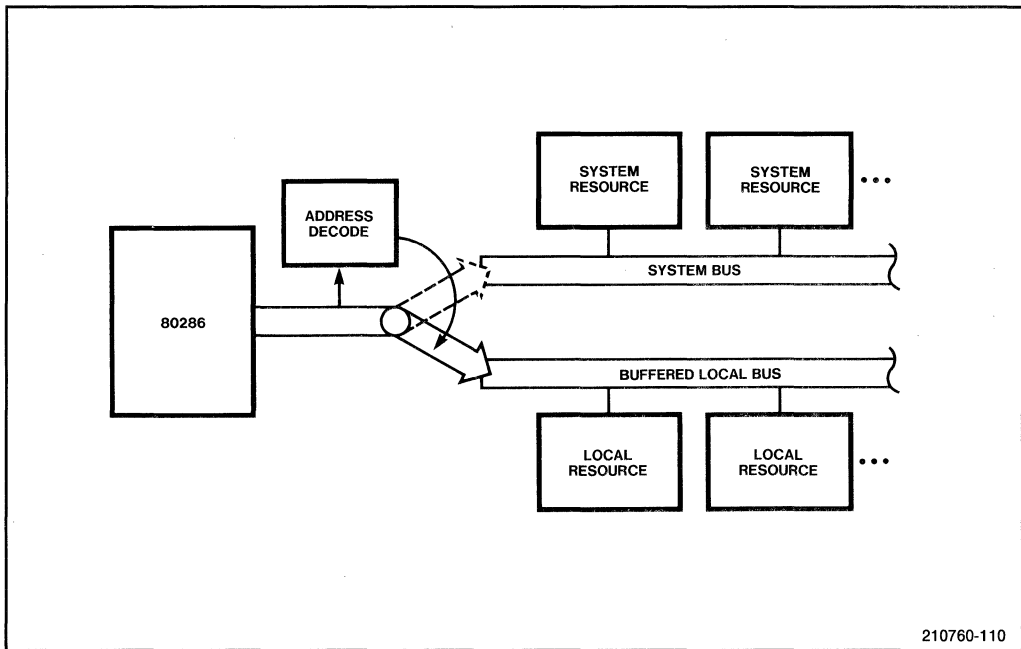 SYSTEM
RESOURCE
SYSTEM
RESOURCE
ADDRESS
DECODE
SYSTEM BUS
80286
BUFFERED LOCAL BUS
LOCAL
RESOURCE
LOCAL
RESOURCE
210760-110